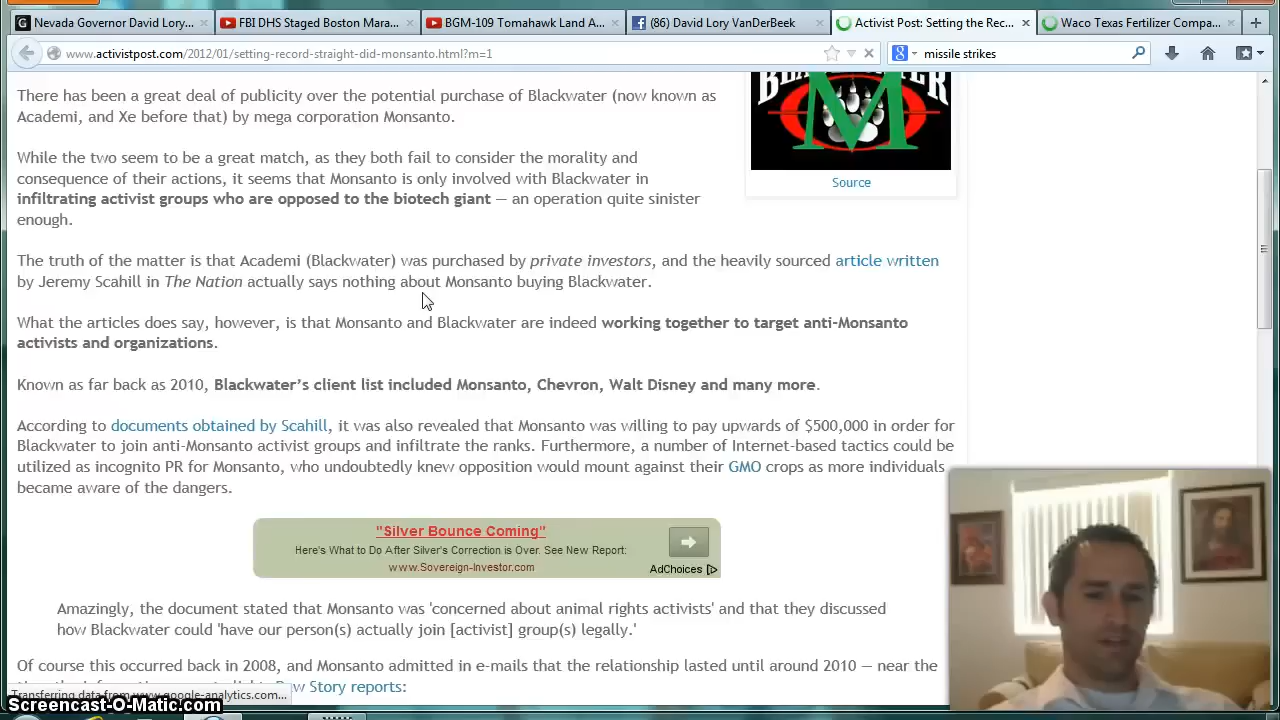 Nevada Governor David Lory...
FBI DHS Staged Boston Mara...
BGM-109 Tomahawk Land A...
(86) David Lory VanDerBeek
Activist Post: Setting the Rec...
Waco Texas Fertilizer Compa...
www.activistpost.com/2012/01/setting-record-straight-did-monsanto.html?m=1
missile strikes
There has been a great deal of publicity over the potential purchase of Blackwater (now known as
Academi, and Xe before that) by mega corporation Monsanto.
While the two seem to be a great match, as they both fail to consider the morality and
consequence of their actions, it seems that Monsanto is only involved with Blackwater in
infiltrating activist groups who are opposed to the biotech giant — an operation quite sinister
enough.
Source
The truth of the matter is that Academi (Blackwater) was purchased by private investors, and the heavily sourced article written
by Jeremy Scahill in The Nation actually says nothing about Monsanto buying Blackwater.
What the articles does say, however, is that Monsanto and Blackwater are indeed working together to target anti-Monsanto
activists and organizations.
Known as far back as 2010, Blackwater's client list included Monsanto, Chevron, Walt Disney and many more.
According to documents obtained by Scahill, it was also revealed that Monsanto was willing to pay upwards of $500,000 in order for
Blackwater to join anti-Monsanto activist groups and infiltrate the ranks. Furthermore, a number of Internet-based tactics could be
utilized as incognito PR for Monsanto, who undoubtedly knew opposition would mount against their GMO crops as more individuals
became aware of the dangers.
"Silver Bounce Coming"
Here's What to Do After Silver's Correction is Over. See New Report:
www.Sovereign-Investor.com
AdChoices
Amazingly, the document stated that Monsanto was 'concerned about animal rights activists' and that they discussed
how Blackwater could 'have our person(s) actually join [activist] group(s) legally.'
Of course this occurred back in 2008, and Monsanto admitted in e-mails that the relationship lasted until around 2010 — near the
Story reports:
Transferring data from www.google-analytics.com...
Screencast-O-Matic.com